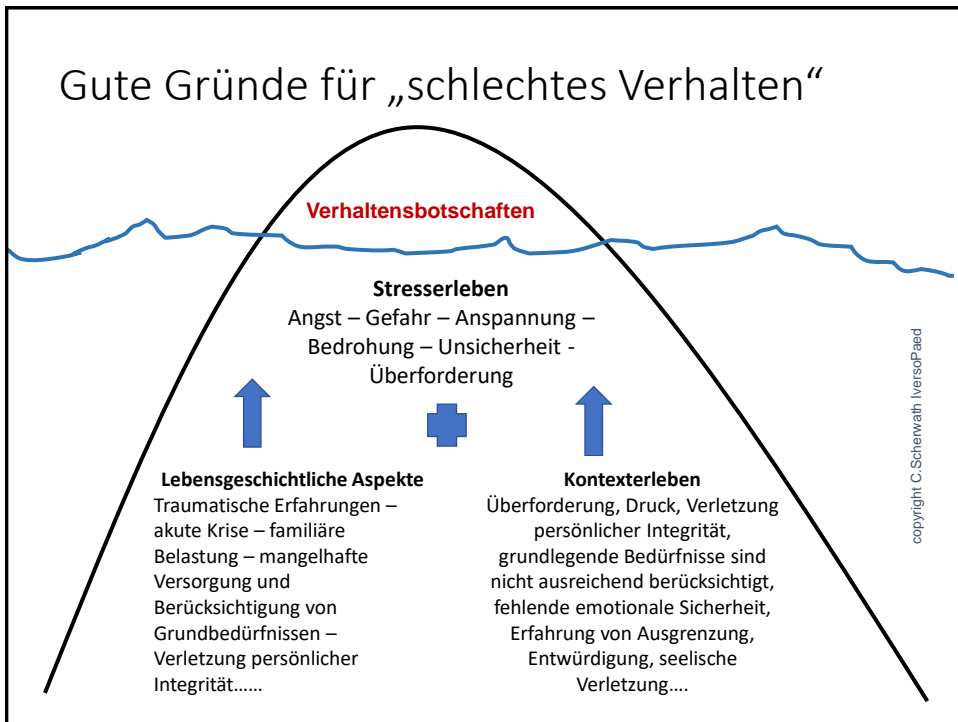 Gute Gründe für „schlechtes Verhalten“
Verhaltensbotschaften
Stresserleben
Angst – Gefahr – Anspannung –
Bedrohung – Unsicherheit -
Überforderung
Lebensgeschichtliche Aspekte
Traumatische Erfahrungen –
akute Krise – familiäre
Belastung – mangelhafte
Versorgung und
Berücksichtigung von
Grundbedürfnissen –
Verletzung persönlicher
Integrität......
Kontexterleben
Überforderung, Druck, Verletzung
persönlicher Integrität,
grundlegende Bedürfnisse sind
nicht ausreichend berücksichtigt,
fehlende emotionale Sicherheit,
Erfahrung von Ausgrenzung,
Entwürdigung, seelische
Verletzung....
copyright C.Scherwath IversoPaed